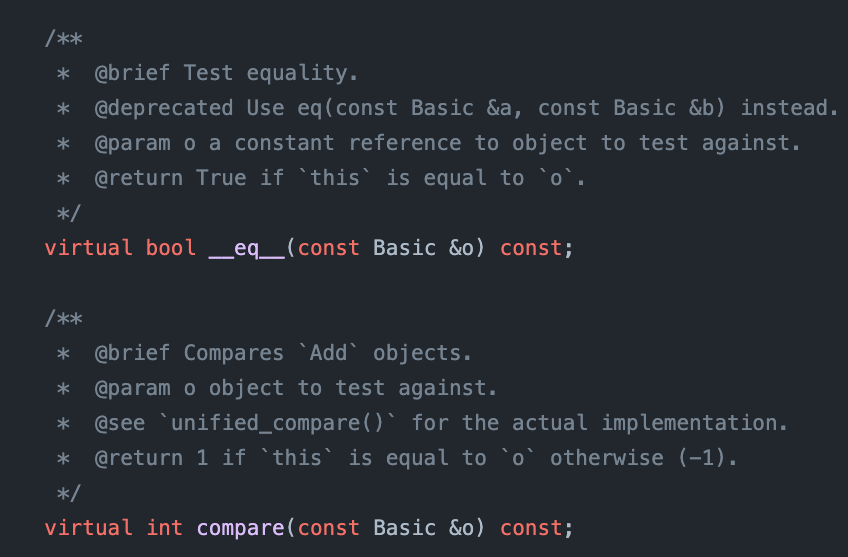 /**
 *  @brief Test equality.
 *  @deprecated Use eq(const Basic &a, const Basic &b) instead.
 *  @param o a constant reference to object to test against.
 *  @return True if `this` is equal to `o`.
 */
virtual bool __eq__(const Basic &o) const;

/**
 *  @brief Compares `Add` objects.
 *  @param o object to test against.
 *  @see `unified_compare()` for the actual implementation.
 *  @return 1 if `this` is equal to `o` otherwise (-1).
 */
virtual int compare(const Basic &o) const;